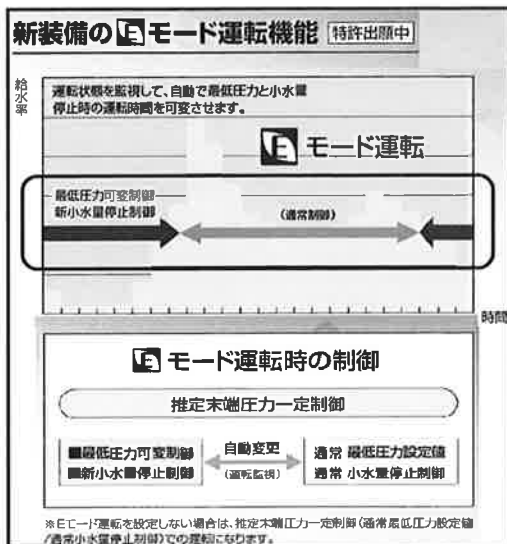 新装備のEモード運転機能 特許出願中
給水率
運転状態を監視して、自動で最低圧力と小水量
停止時の運転時間を可変させます。
Eモード運転
最低圧力可変制御
新小水量停止制御
(通常制御)
時間
Eモード運転時の制御
推定末端圧力一定制御
■最低圧力可変制御
■新小水量停止制御
自動変更
(運転監視)
通常 最低圧力設定値
通常 小水量停止制御
※Eモード運転を設定しない場合は、推定末端圧力一定制御(通常最低圧力設定値
/通常小水量停止制御)での運転になります。